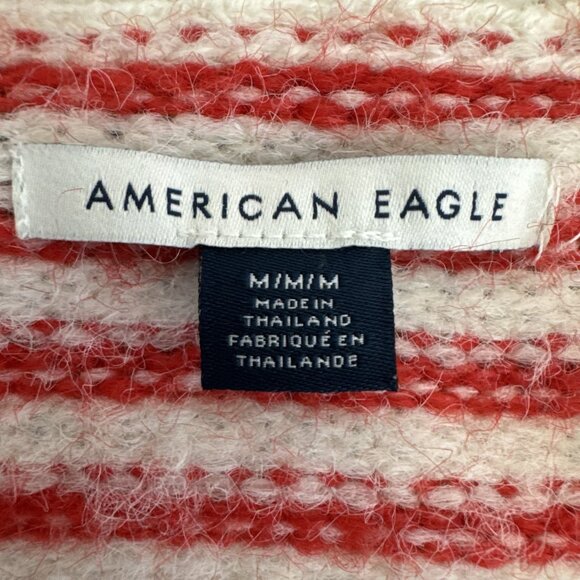 AMERICAN EAGLE
M/M/M
MADE IN
THAILAND
FABRIQUÉ EN
THAILANDE